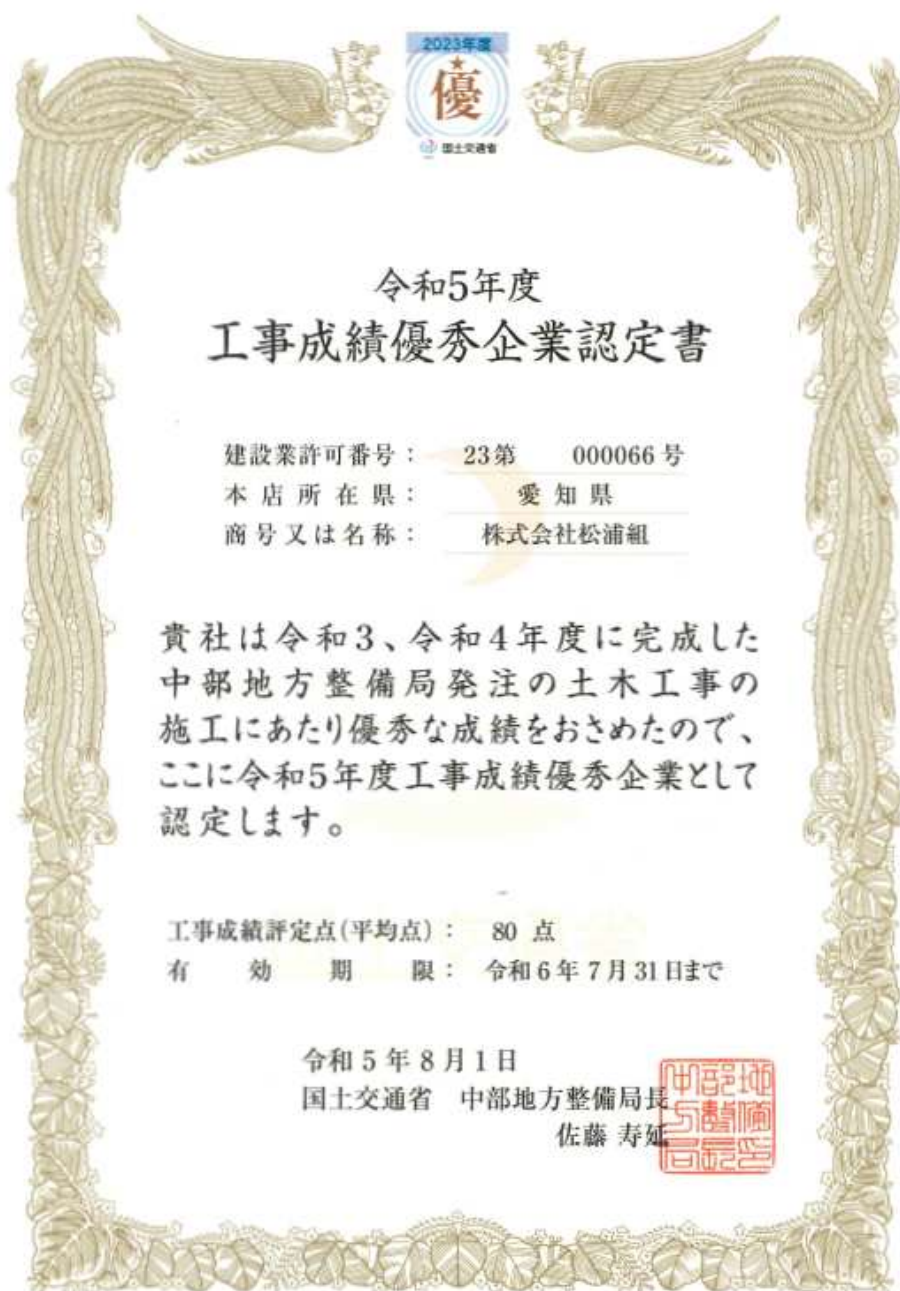 2023年度
優
国土交通省
令和5年度
工事成績優秀企業認定書
建設業許可番号： 23第 000066号
本店所在県： 愛知県
商号又は名称： 株式会社松浦組
貴社は令和3、令和4年度に完成した
中部地方整備局発注の土木工事の
施工にあたり優秀な成績をおさめたので、
ここに令和5年度工事成績優秀企業として
認定します。
工事成績評定点(平均点)： 80 点
有効期限： 令和6年7月31日まで
令和5年8月1日
国土交通省 中部地方整備局長
佐藤 寿延